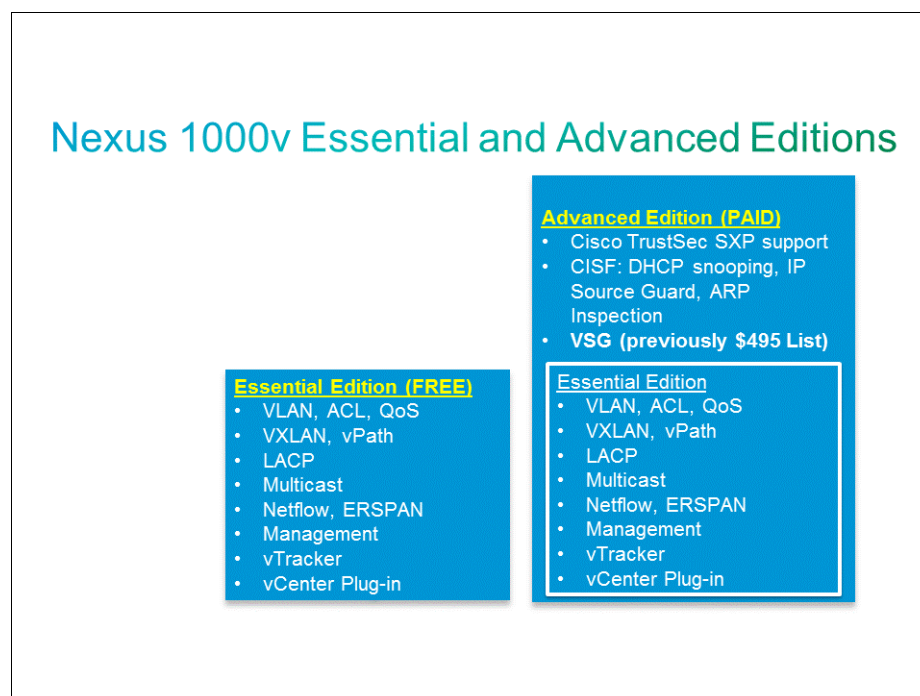 Nexus 1000v Essential and Advanced Editions
Essential Edition (FREE)
• VLAN, ACL, QoS
• VXLAN, vPath
• LACP
• Multicast
• Netflow, ERSPAN
• Management
• vTracker
• vCenter Plug-in
Advanced Edition (PAID)
• Cisco TrustSec SXP support
• CISF: DHCP snooping, IP
Source Guard, ARP
Inspection
• VSG (previously $495 List)
Essential Edition
• VLAN, ACL, QoS
• VXLAN, vPath
• LACP
• Multicast
• Netflow, ERSPAN
• Management
• vTracker
• vCenter Plug-in